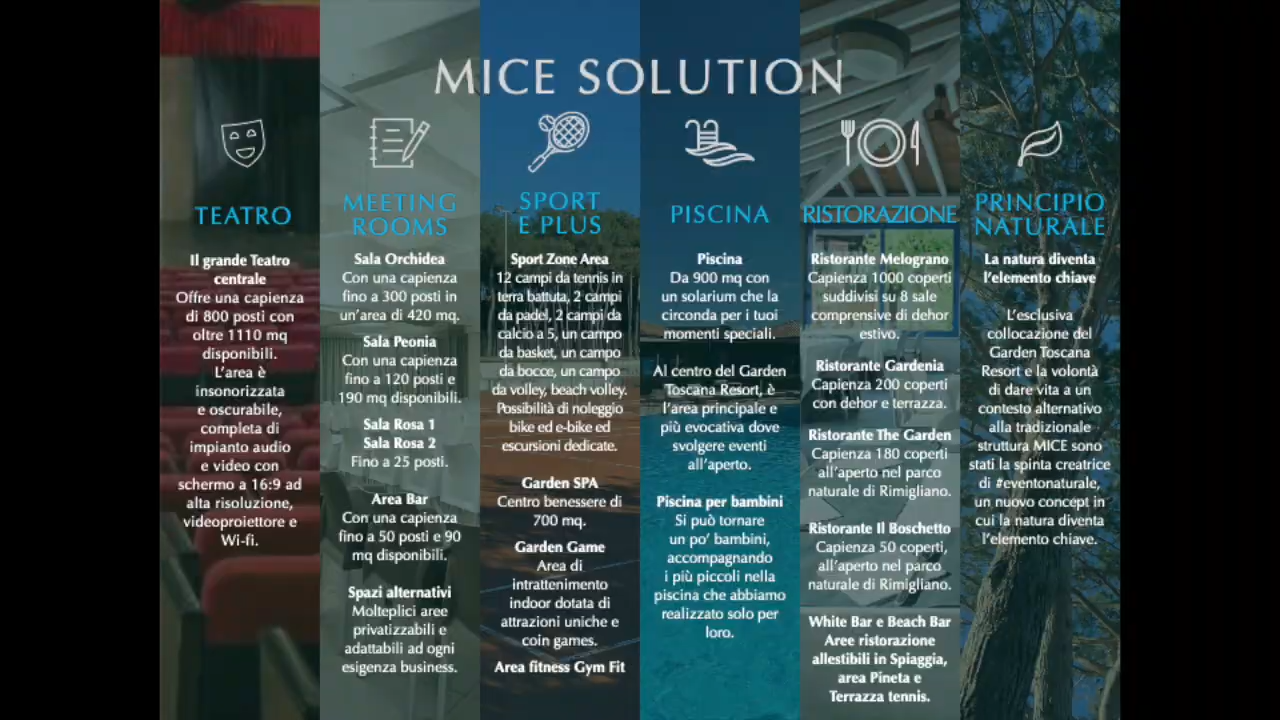 MICE SOLUTION
TEATRO
Il grande Teatro
centrale
Offre una capienza
di 800 posti con
oltre 1110 mq
disponibili.
L'area è
insonorizzata
e oscurabile,
completa di
impianto audio
e video con
schermo a 16:9 ad
alta risoluzione,
videoproiettore e
Wi-fi.
MEETING
ROOMS
Sala Orchidea
Con una capienza
fino a 300 posti in
un'area di 420 mq.
Sala Peonia
Con una capienza
fino a 120 posti e
190 mq disponibili.
Sala Rosa 1
Sala Rosa 2
Fino a 25 posti.
Area Bar
Con una capienza
fino a 50 posti e 90
mq disponibili.
Spazi alternativi
Molteplici aree
privatizzabili e
adattabili ad ogni
esigenza business.
SPORT
E PLUS
Sport Zone Area
12 campi da tennis in
terra battuta, 2 campi
da padel, 2 campi da
calcio a 5, un campo
da basket, un campo
da bocce, un campo
da volley, beach volley.
Possibilità di noleggio
bike ed e-bike ed
escursioni dedicate.
Garden SPA
Centro benessere di
700 mq.
Garden Game
Area di
intrattenimento
indoor dotata di
attrazioni uniche e
coin games.
Area fitness Gym Fit
PISCINA
Piscina
Da 900 mq con
un solarium che la
circonda per i tuoi
momenti speciali.
Al centro del Garden
Toscana Resort, è
l'area principale e
più evocativa dove
svolgere eventi
all'aperto.
Piscina per bambini
Si può tornare
un po' bambini,
accompagnando
i più piccoli nella
piscina che abbiamo
realizzato solo per
loro.
RISTORAZIONE
Ristorante Melograno
Capienza 1000 coperti
suddivisi su 8 sale
comprensive di dehor
estivo.
Ristorante Gardenia
Capienza 200 coperti
con dehor e terrazza.
Ristorante The Garden
Capienza 180 coperti
all'aperto nel parco
naturale di Rimigliano.
Ristorante Il Boschetto
Capienza 50 coperti,
all'aperto nel parco
naturale di Rimigliano.
White Bar e Beach Bar
Aree ristorazione
allestibili in Spiaggia,
area Pineta e
Terrazza tennis.
PRINCIPIO
NATURALE
La natura diventa
l'elemento chiave
L'esclusiva
collocazione del
Garden Toscana
Resort e la volontà
di dare vita a un
contesto alternativo
alla tradizionale
struttura MICE sono
stati la spinta creatrice
di #eventonaturale,
un nuovo concept in
cui la natura diventa
l'elemento chiave.